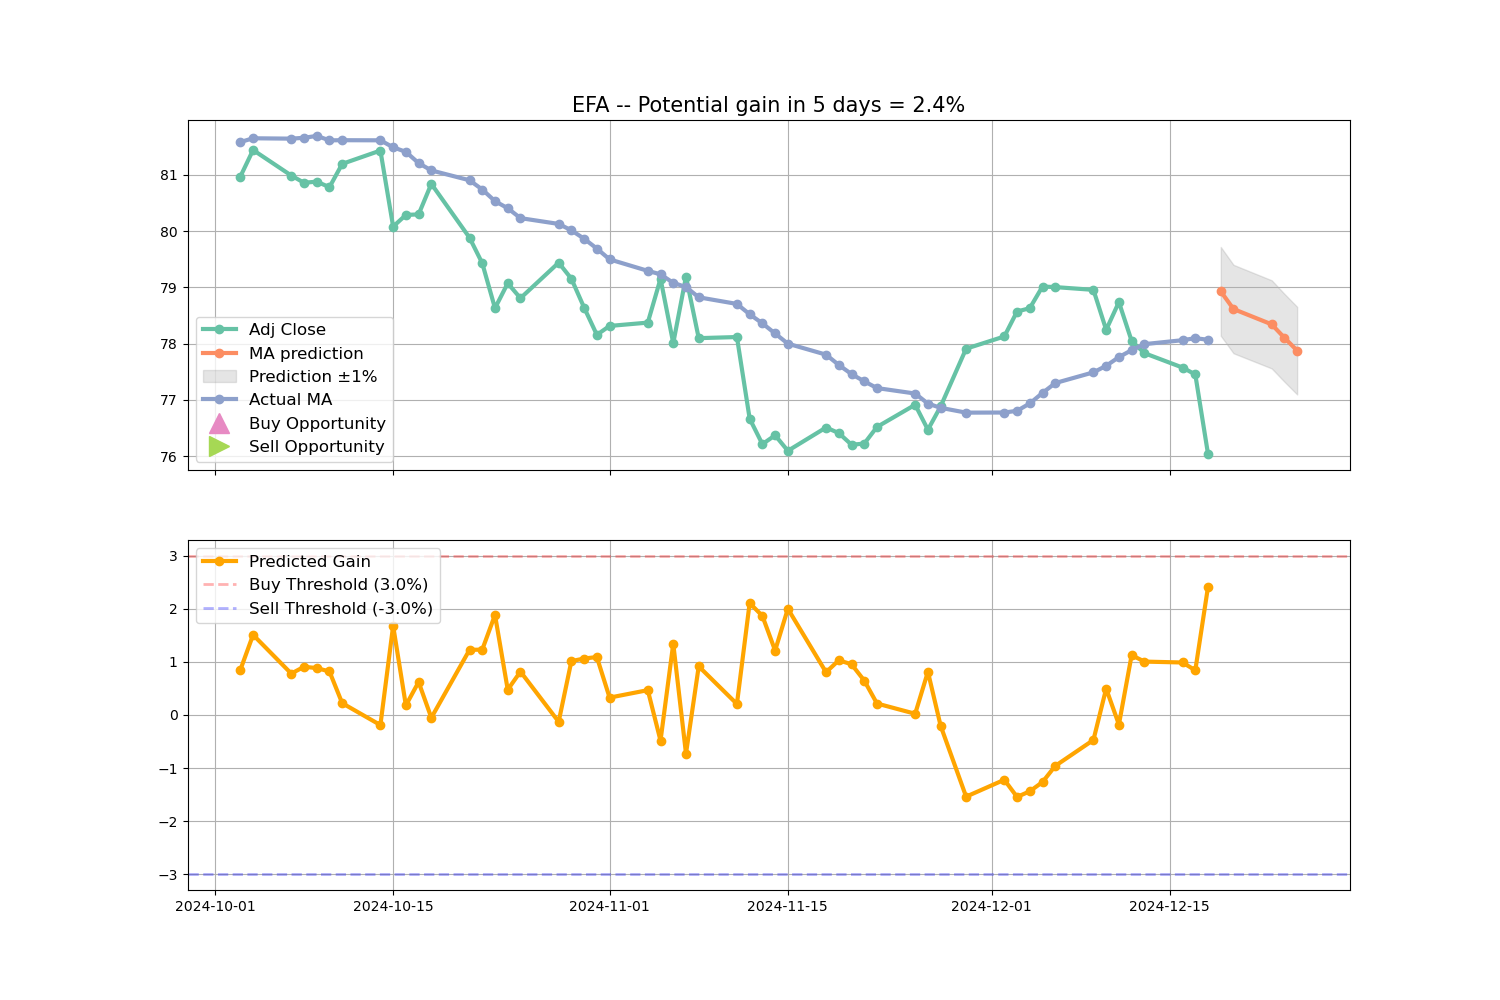 EFA -- Potential gain in 5 days = 2.4%
81
80
79
78
77
76
Adj Close
MA prediction
Prediction ±1%
Actual MA
Buy Opportunity
Sell Opportunity
3
2
1
0
−1
−2
−3
Predicted Gain
Buy Threshold (3.0%)
Sell Threshold (-3.0%)
2024-10-01 2024-10-15 2024-11-01 2024-11-15 2024-12-01 2024-12-15